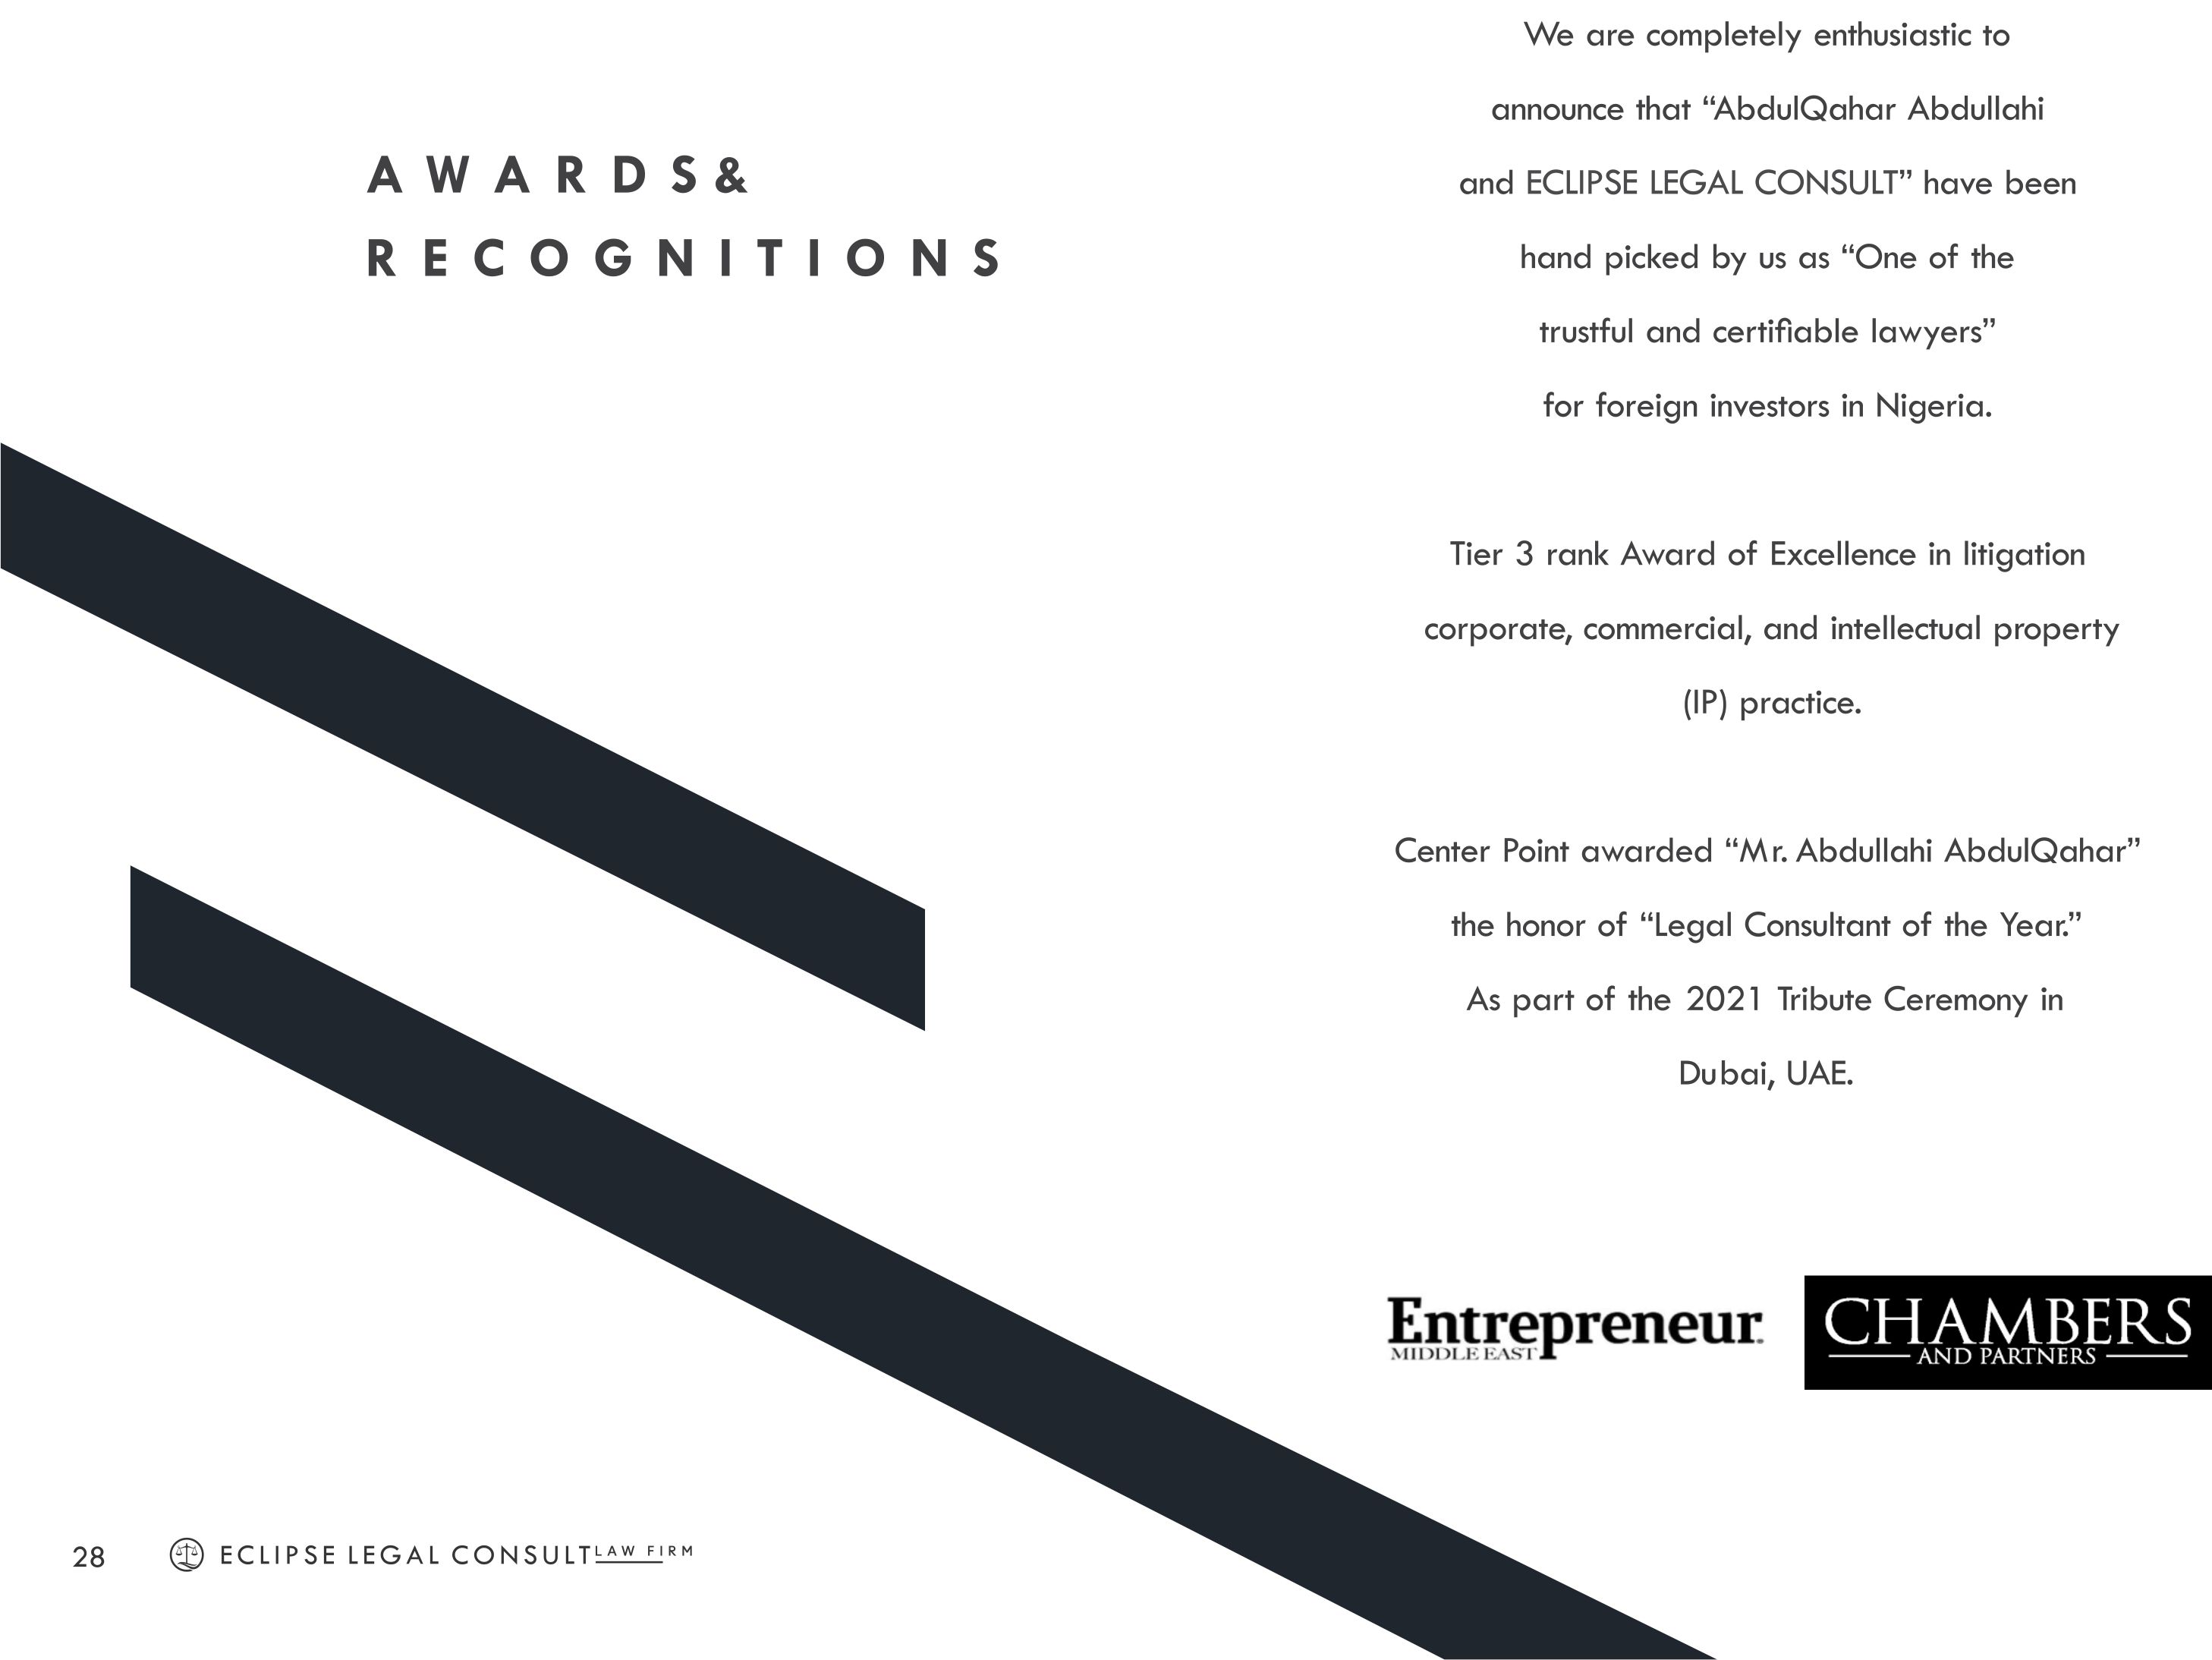 AWARDS&
RECOGNITIONS
We are completely enthusiastic to
announce that “AbdulQahar Abdullahi
and ECLIPSE LEGAL CONSULT” have been
hand picked by us as “One of the
trustful and certifiable lawyers”
for foreign investors in Nigeria.
Tier 3 rank Award of Excellence in litigation
corporate, commercial, and intellectual property
(IP) practice.
Center Point awarded “Mr. Abdullahi AbdulQahar”
the honor of “Legal Consultant of the Year.”
As part of the 2021 Tribute Ceremony in
Dubai, UAE.
Entrepreneur
MIDDLE EAST
CHAMBERS
AND PARTNERS
28 ECLIPSE LEGAL CONSULT LAW FIRM